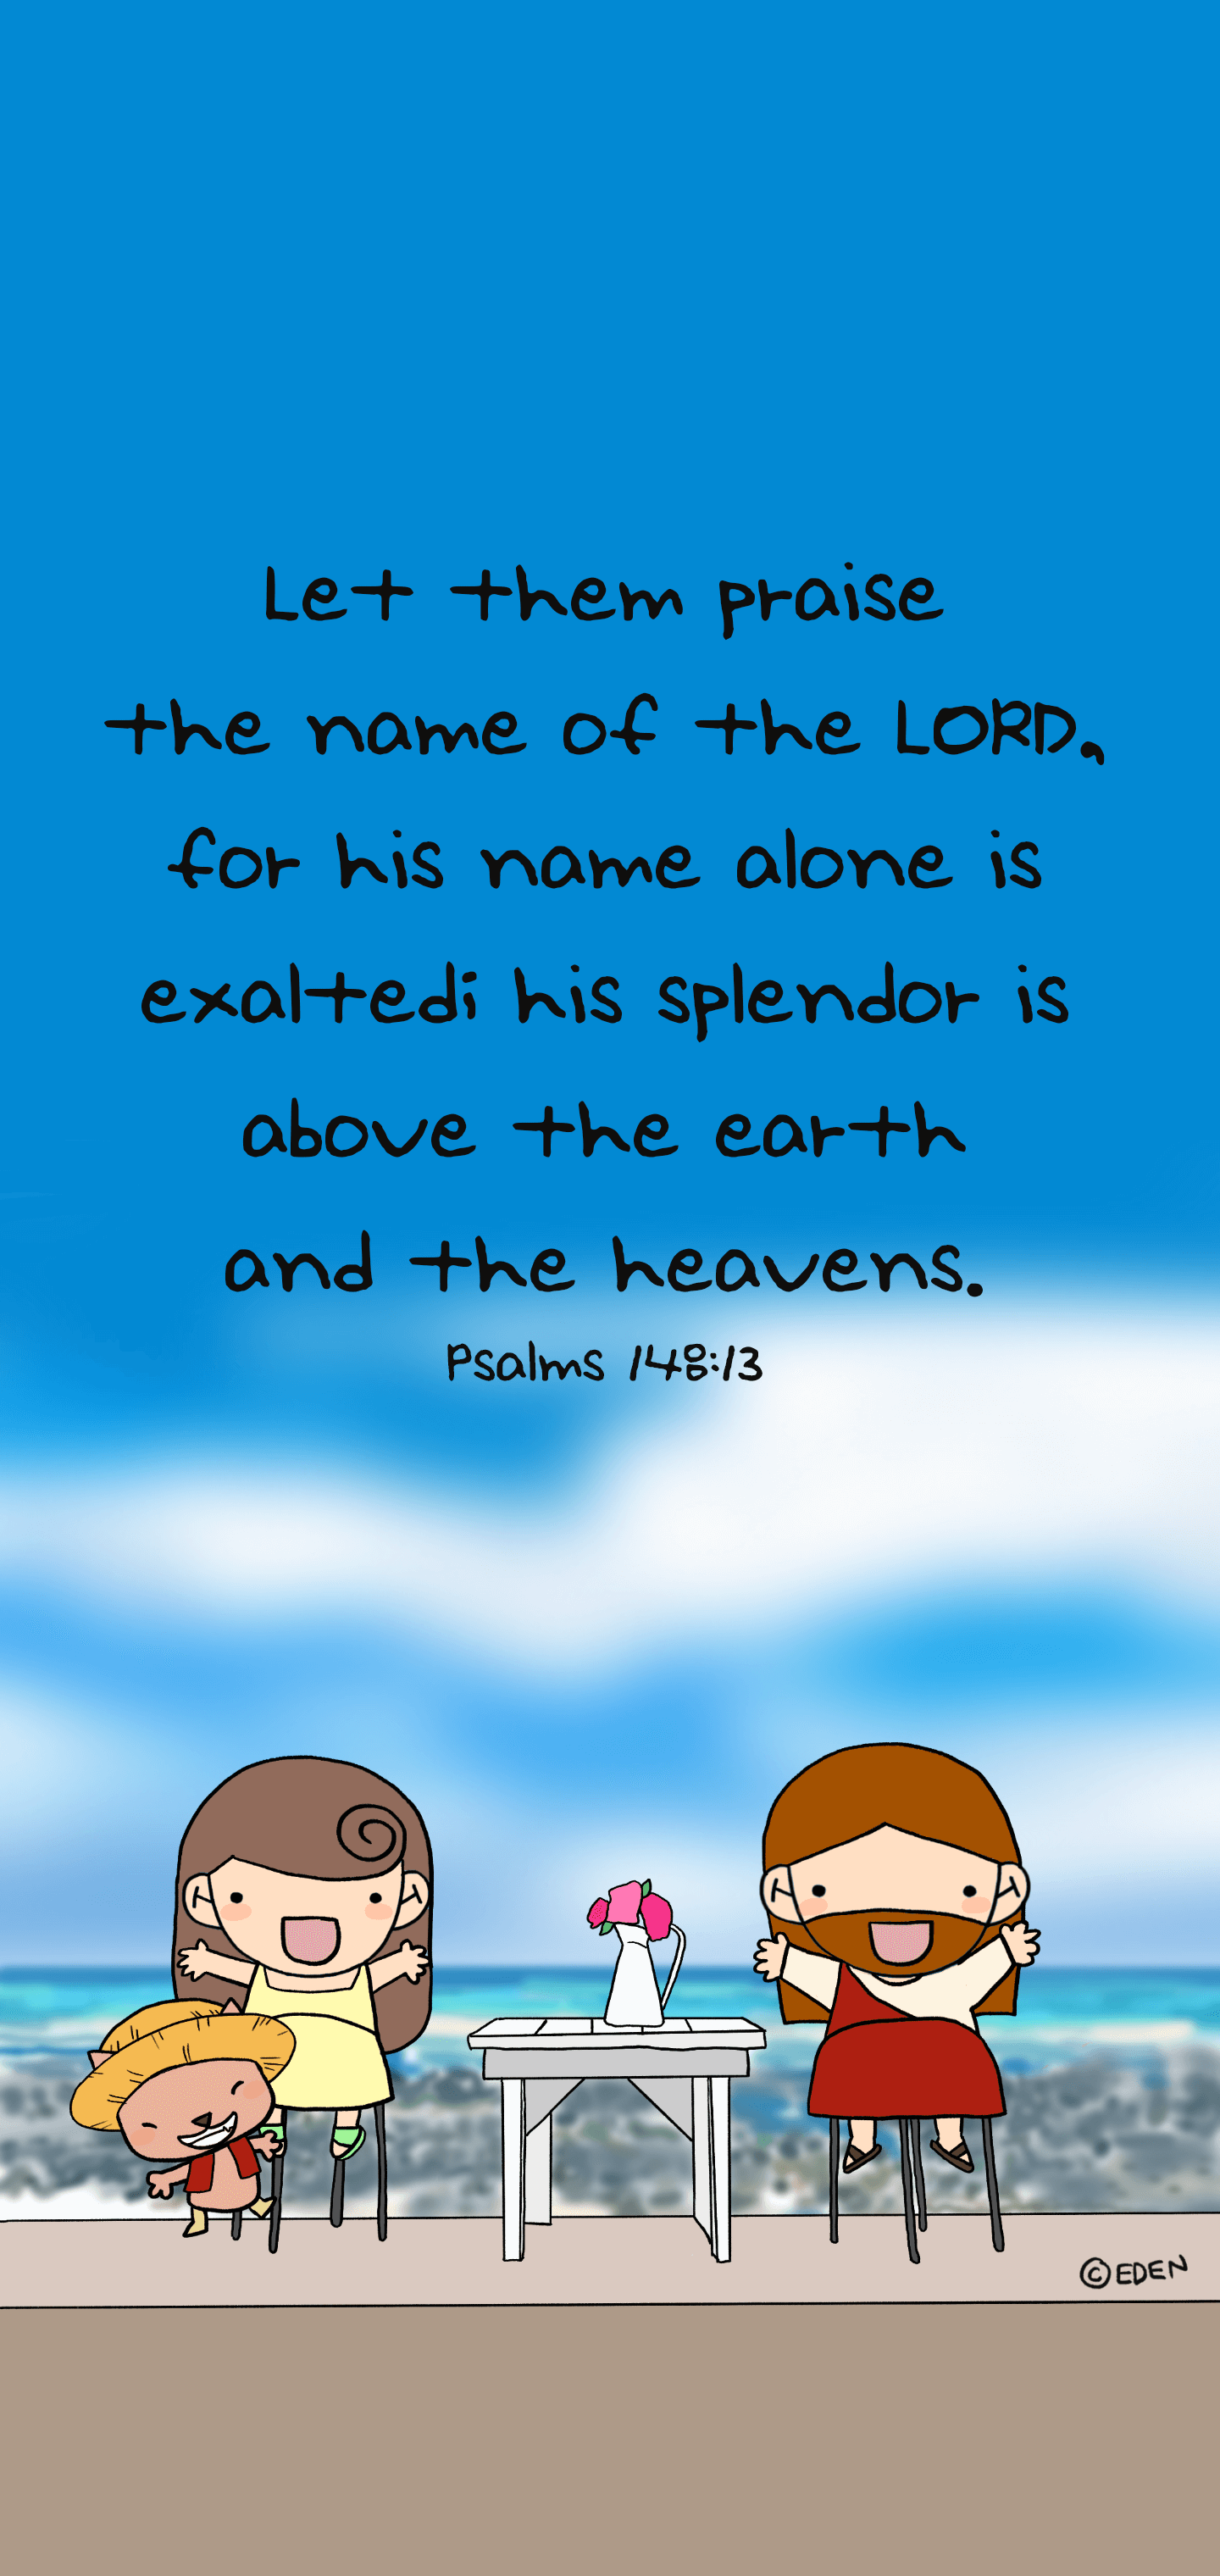 Let them praise
the name of the LORD,
for his name alone is
exalted; his splendor is
above the earth
and the heavens.
Psalms 148:13
©EDEN